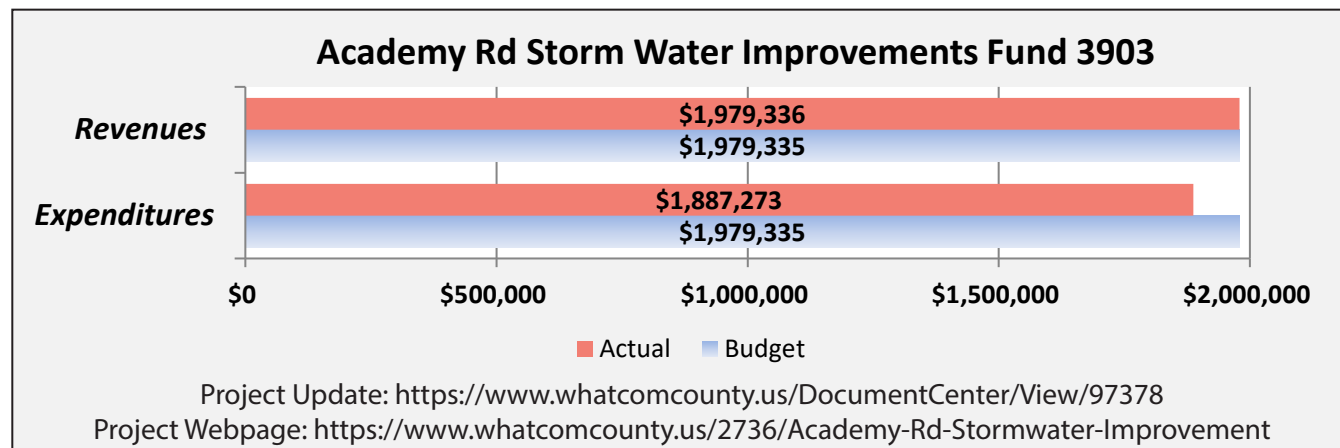 Academy Rd Storm Water Improvements Fund 3903
Revenues
$1,979,336
$1,979,335
Expenditures
$1,887,273
$1,979,335
$0 $500,000 $1,000,000 $1,500,000 $2,000,000
Actual Budget
Project Update: https://www.whatcomcounty.us/DocumentCenter/View/97378
Project Webpage: https://www.whatcomcounty.us/2736/Academy-Rd-Stormwater-Improvement